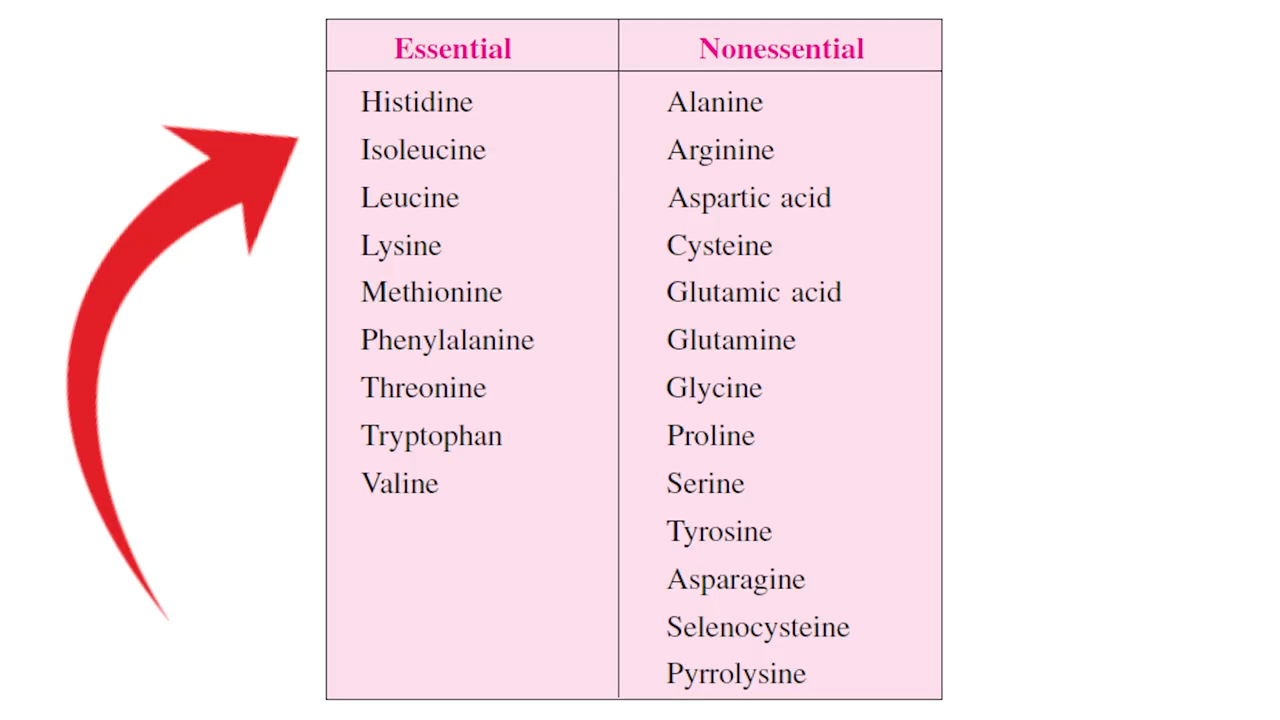 Essential Nonessential
Histidine Alanine
Isoleucine Arginine
Leucine Aspartic acid
Lysine Cysteine
Methionine Glutamic acid
Phenylalanine Glutamine
Threonine Glycine
Tryptophan Proline
Valine Serine
Tyrosine
Asparagine
Selenocysteine
Pyrrolysine